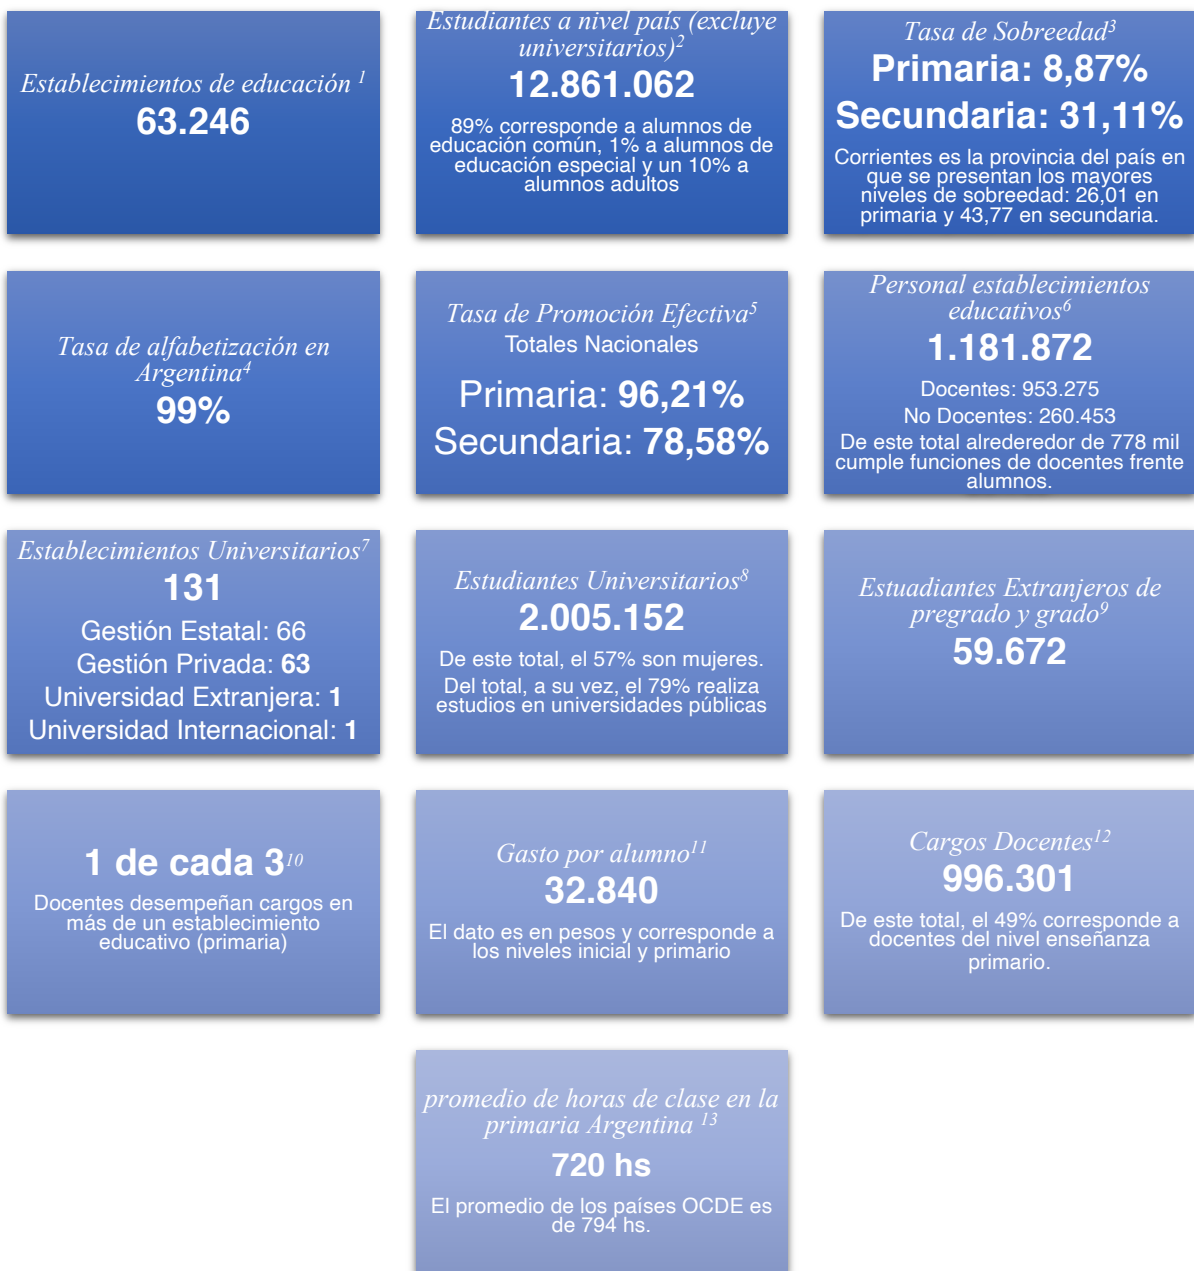 Establecimientos de educación 1
63.246
Estudiantes a nivel país (excluye
universitarios)2
12.861.062
89% corresponde a alumnos de
educación común, 1% a alumnos de
educación especial y un 10% a
alumnos adultos
Tasa de Sobreedad3
Primaria: 8,87%
Secundaria: 31,11%
Corrientes es la provincia del país en
que se presentan los mayores
niveles de sobreedad: 26,01 en
primaria y 43,77 en secundaria.
Tasa de alfabetización en
Argentina4
99%
Tasa de Promoción Efectiva5
Totales Nacionales
Primaria: 96,21%
Secundaria: 78,58%
Personal establecimientos
educativos6
1.181.872
Docentes: 953.275
No Docentes: 260.453
De este total alrederedor de 778 mil
cumple funciones de docentes frente
alumnos.
Establecimientos Universitarios7
131
Gestión Estatal: 66
Gestión Privada: 63
Universidad Extranjera: 1
Universidad Internacional: 1
Estudiantes Universitarios8
2.005.152
De este total, el 57% son mujeres.
Del total, a su vez, el 79% realiza
estudios en universidades públicas
Estuadiantes Extranjeros de
pregrado y grado9
59.672
1 de cada 310
Docentes desempeñan cargos en
más de un establecimiento
educativo (primaria)
Gasto por alumno11
32.840
El dato es en pesos y corresponde a
los niveles inicial y primario
Cargos Docentes12
996.301
De este total, el 49% corresponde a
docentes del nivel enseñanza
primario.
promedio de horas de clase en la
primaria Argentina 13
720 hs
El promedio de los países OCDE es
de 794 hs.